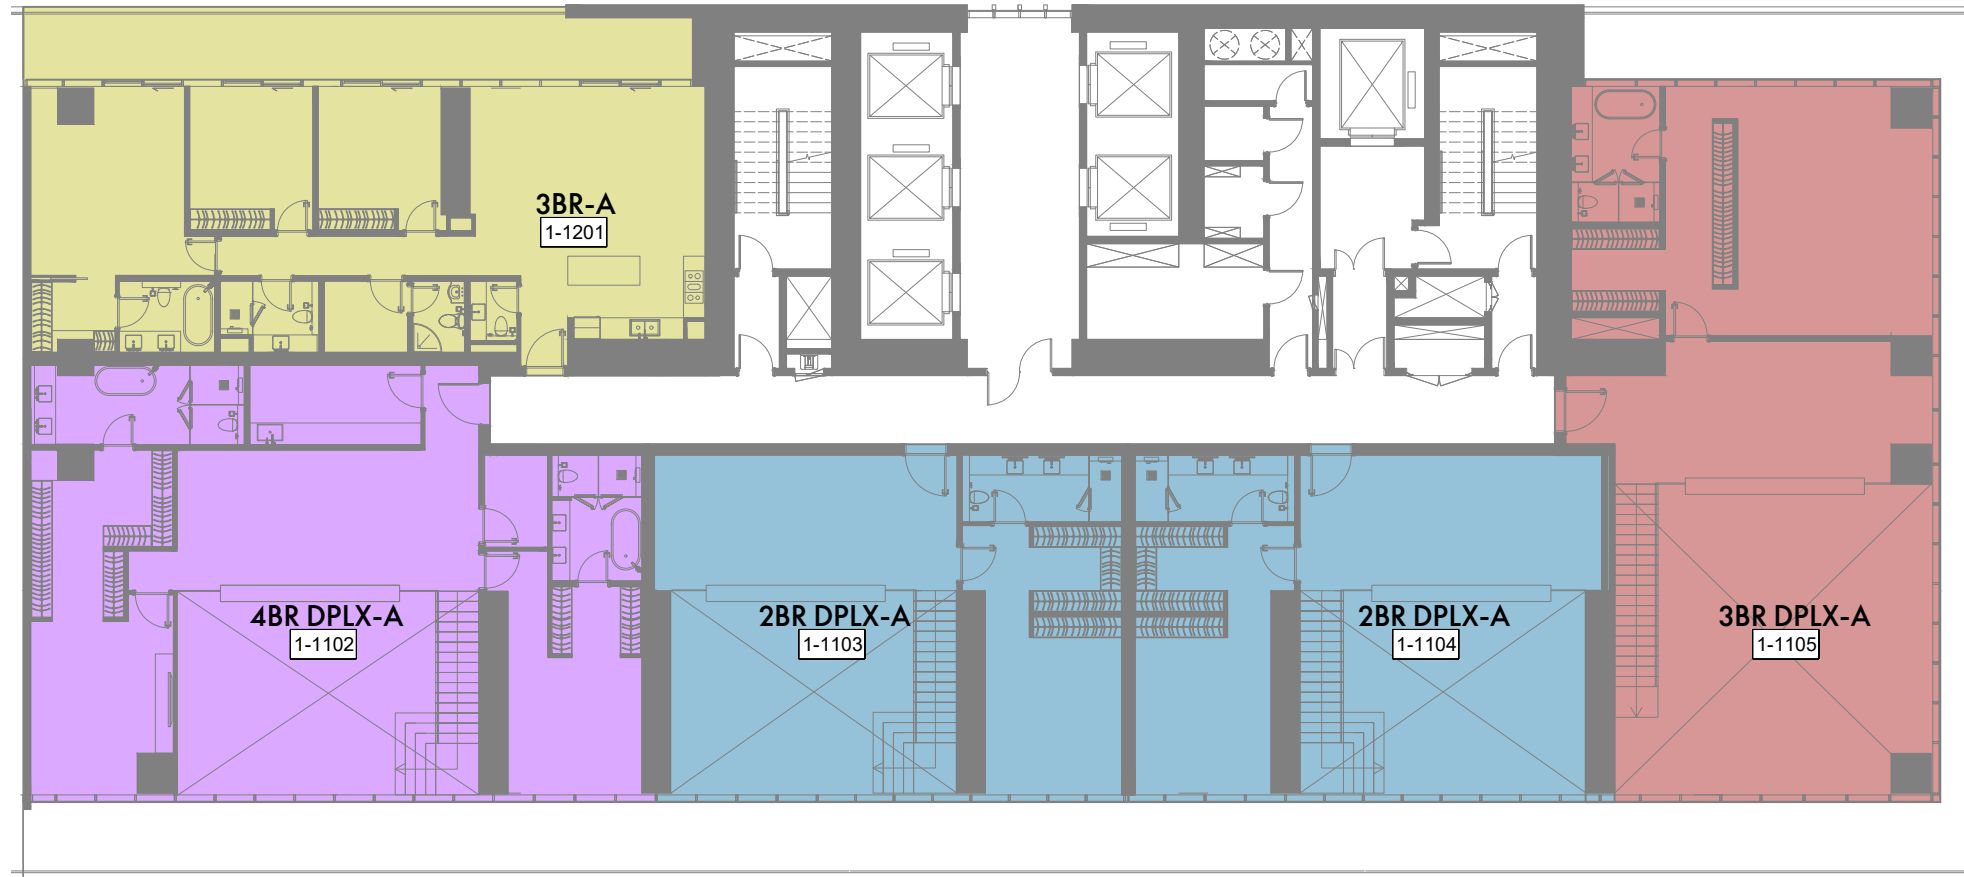 3BR-A
1-1201
4BR DPLX-A
1-1102
2BR DPLX-A
1-1103
2BR DPLX-A
1-1104
3BR DPLX-A
1-1105